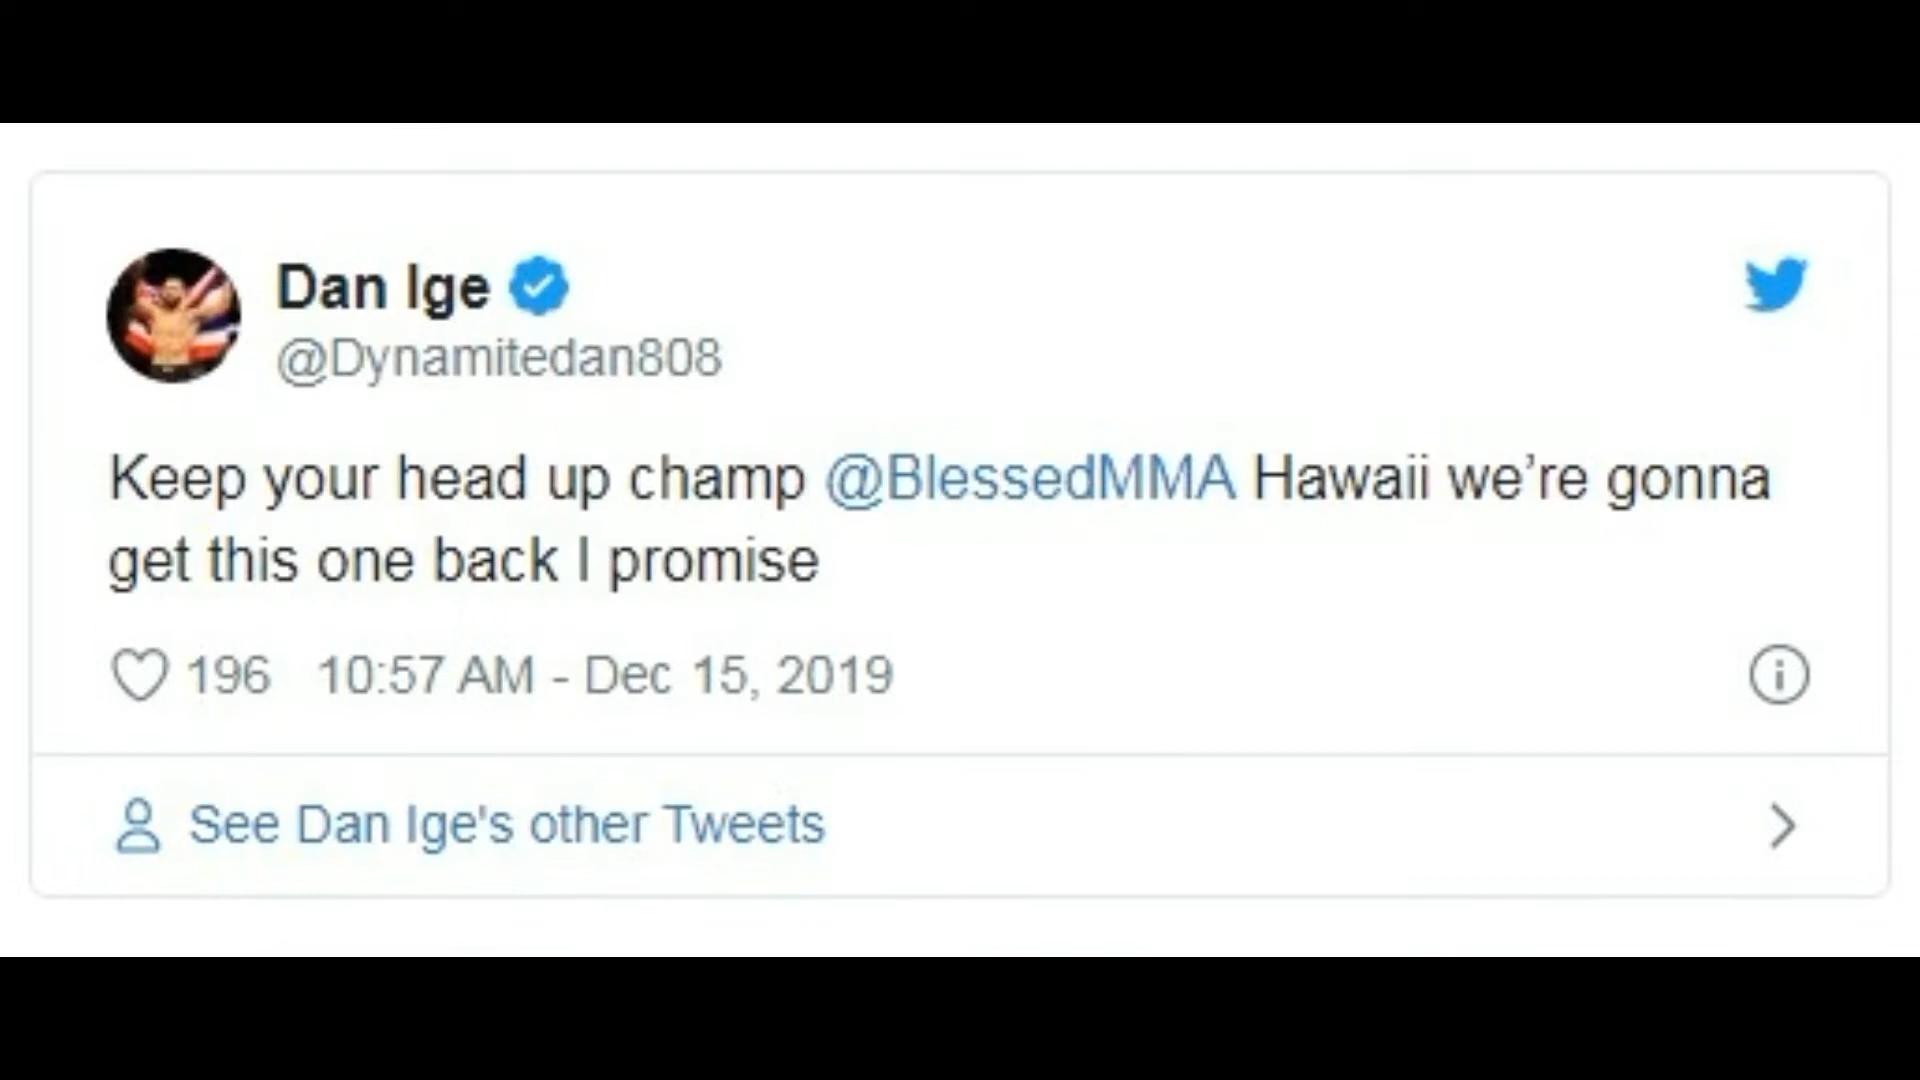 Dan Ige
@Dynamitedan808
Keep your head up champ @BlessedMMA Hawaii we’re gonna
get this one back I promise
196 10:57 AM - Dec 15, 2019
See Dan Ige's other Tweets